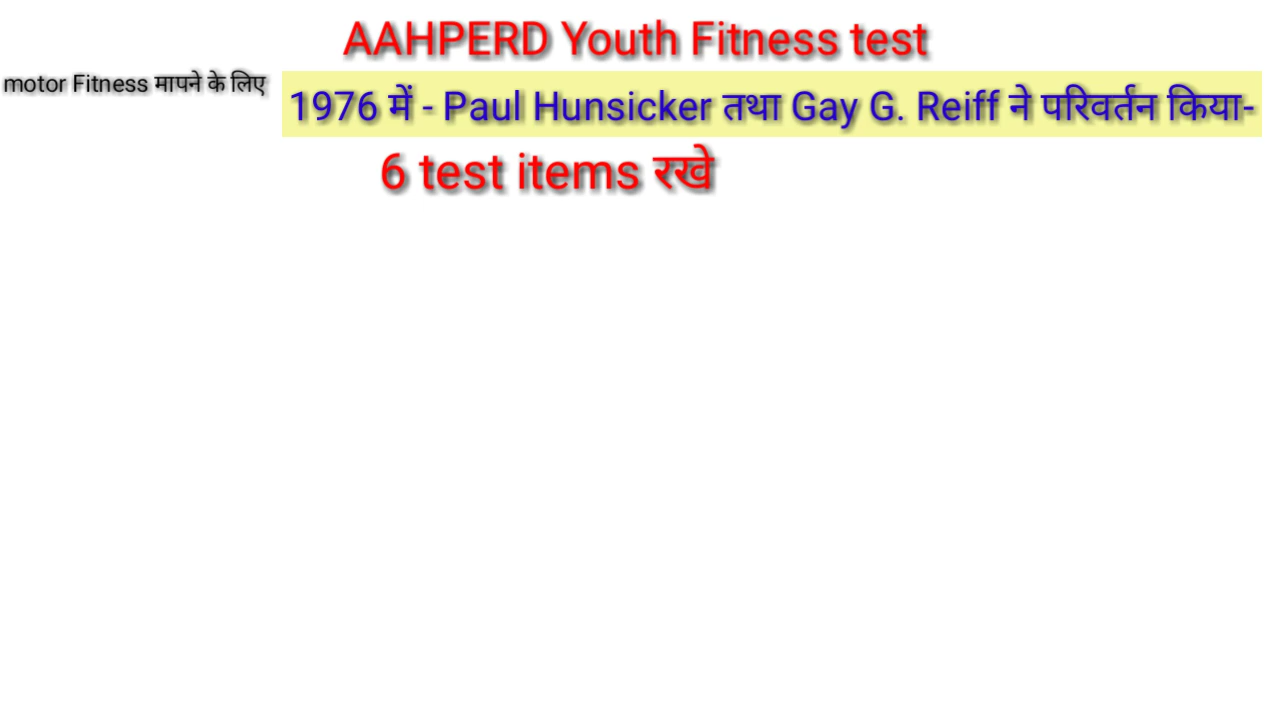 AAHPERD Youth Fitness test
motor Fitness मापने के लिए
1976 में - Paul Hunsicker तथा Gay G. Reiff ने परिवर्तन किया-
6 test items रखे